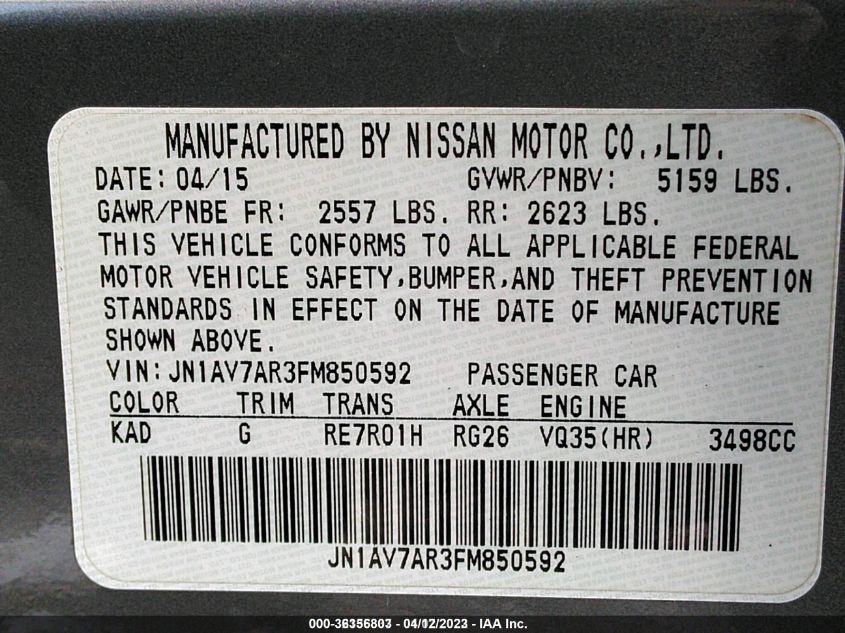 MANUFACTURED BY NISSAN MOTOR CO.,LTD.
DATE: 04/15 GVWR/PNBV: 5159 LBS.
GAWR/PNBE FR: 2557 LBS. RR: 2623 LBS.
THIS VEHICLE CONFORMS TO ALL APPLICABLE FEDERAL
MOTOR VEHICLE SAFETY,BUMPER,AND THEFT PREVENTION
STANDARDS IN EFFECT ON THE DATE OF MANUFACTURE
SHOWN ABOVE.
VIN: JN1AV7AR3FM850592 PASSENGER CAR
COLOR TRIM TRANS AXLE ENGINE
KAD G RE7R01H RG26 VQ35(HR) 3498CC
JN1AV7AR3FM850592
000-36356803 - 04/12/2023 - IAA Inc.